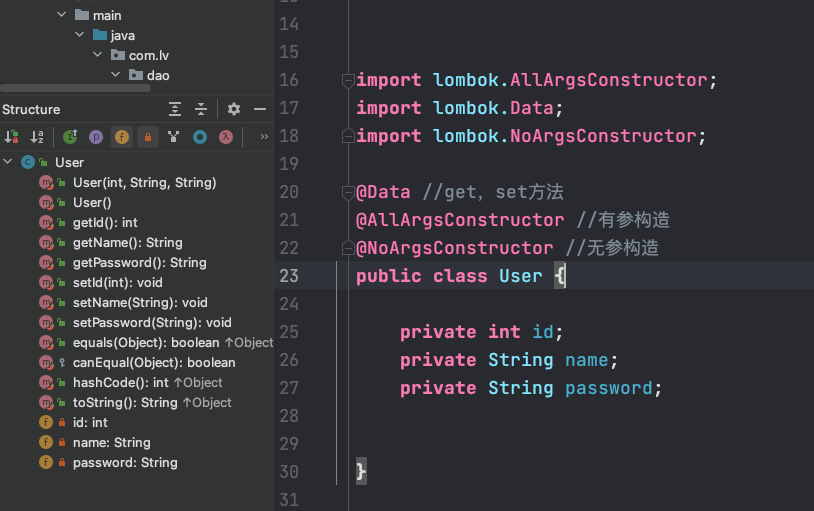 main
java
com.lv
dao
Structure
User
User(int, String, String)
User()
getId(): int
getName(): String
getPassword(): String
setId(int): void
setName(String): void
setPassword(String): void
equals(Object): boolean ↑Object
canEqual(Object): boolean
hashCode(): int ↑Object
toString(): String ↑Object
id: int
name: String
password: String
14
15
16 import lombok.AllArgsConstructor;
17 import lombok.Data;
18 import lombok.NoArgsConstructor;
19
20 @Data //get，set方法
21 @AllArgsConstructor //有参构造
22 @NoArgsConstructor //无参构造
23 public class User {
24
25 private int id;
26 private String name;
27 private String password;
28
29
30 }
31